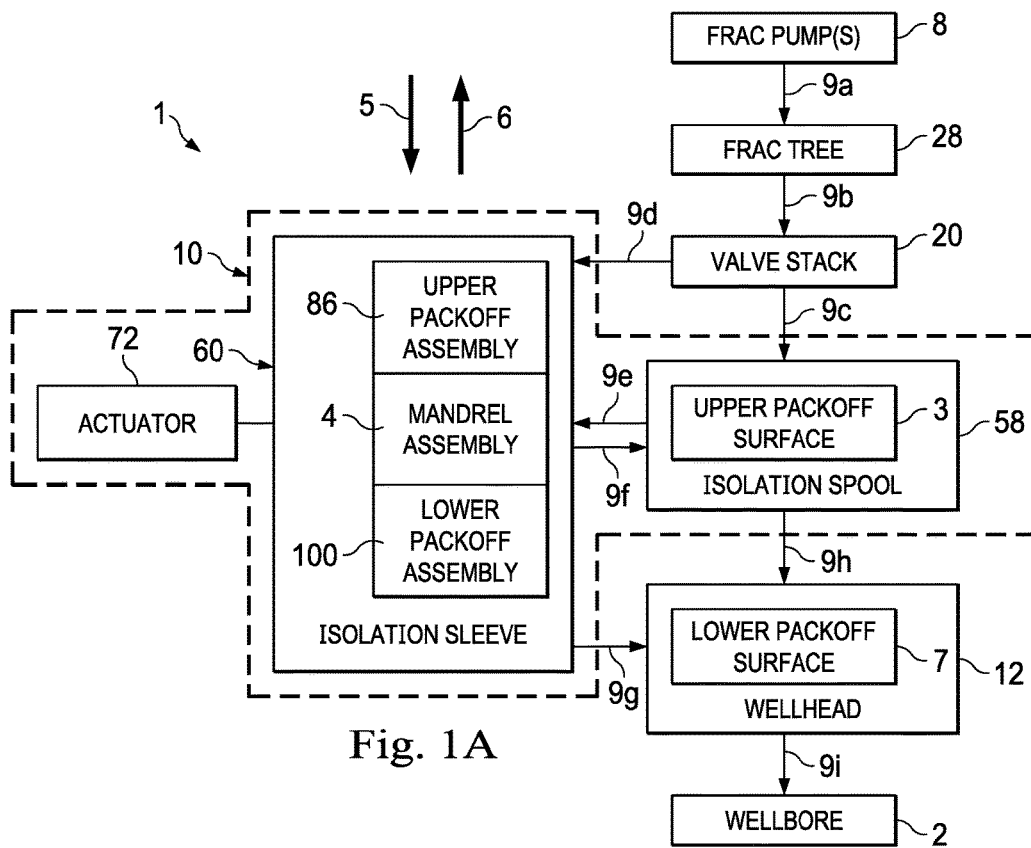 FRAC PUMP(S)
8
9a
1
5
6
FRAC TREE
28
9b
9d
10
VALVE STACK
20
86
UPPER
PACKOFF
ASSEMBLY
9c
72
60
ACTUATOR
4
MANDREL
ASSEMBLY
9e
9f
UPPER PACKOFF
SURFACE
3
58
ISOLATION SPOOL
100
LOWER
PACKOFF
ASSEMBLY
9h
ISOLATION SLEEVE
9g
LOWER PACKOFF
SURFACE
7
12
WELLHEAD
Fig. 1A
9i
WELLBORE
2